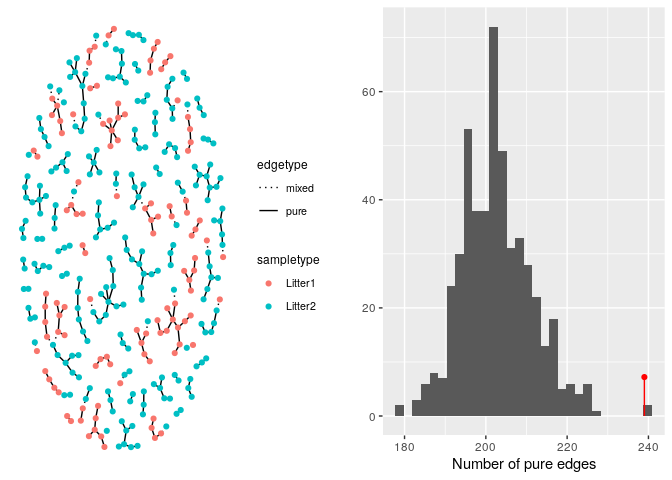 edgetype
mixed
pure
sampletype
Litter1
Litter2
60
40
20
0
180 200 220 240
Number of pure edges